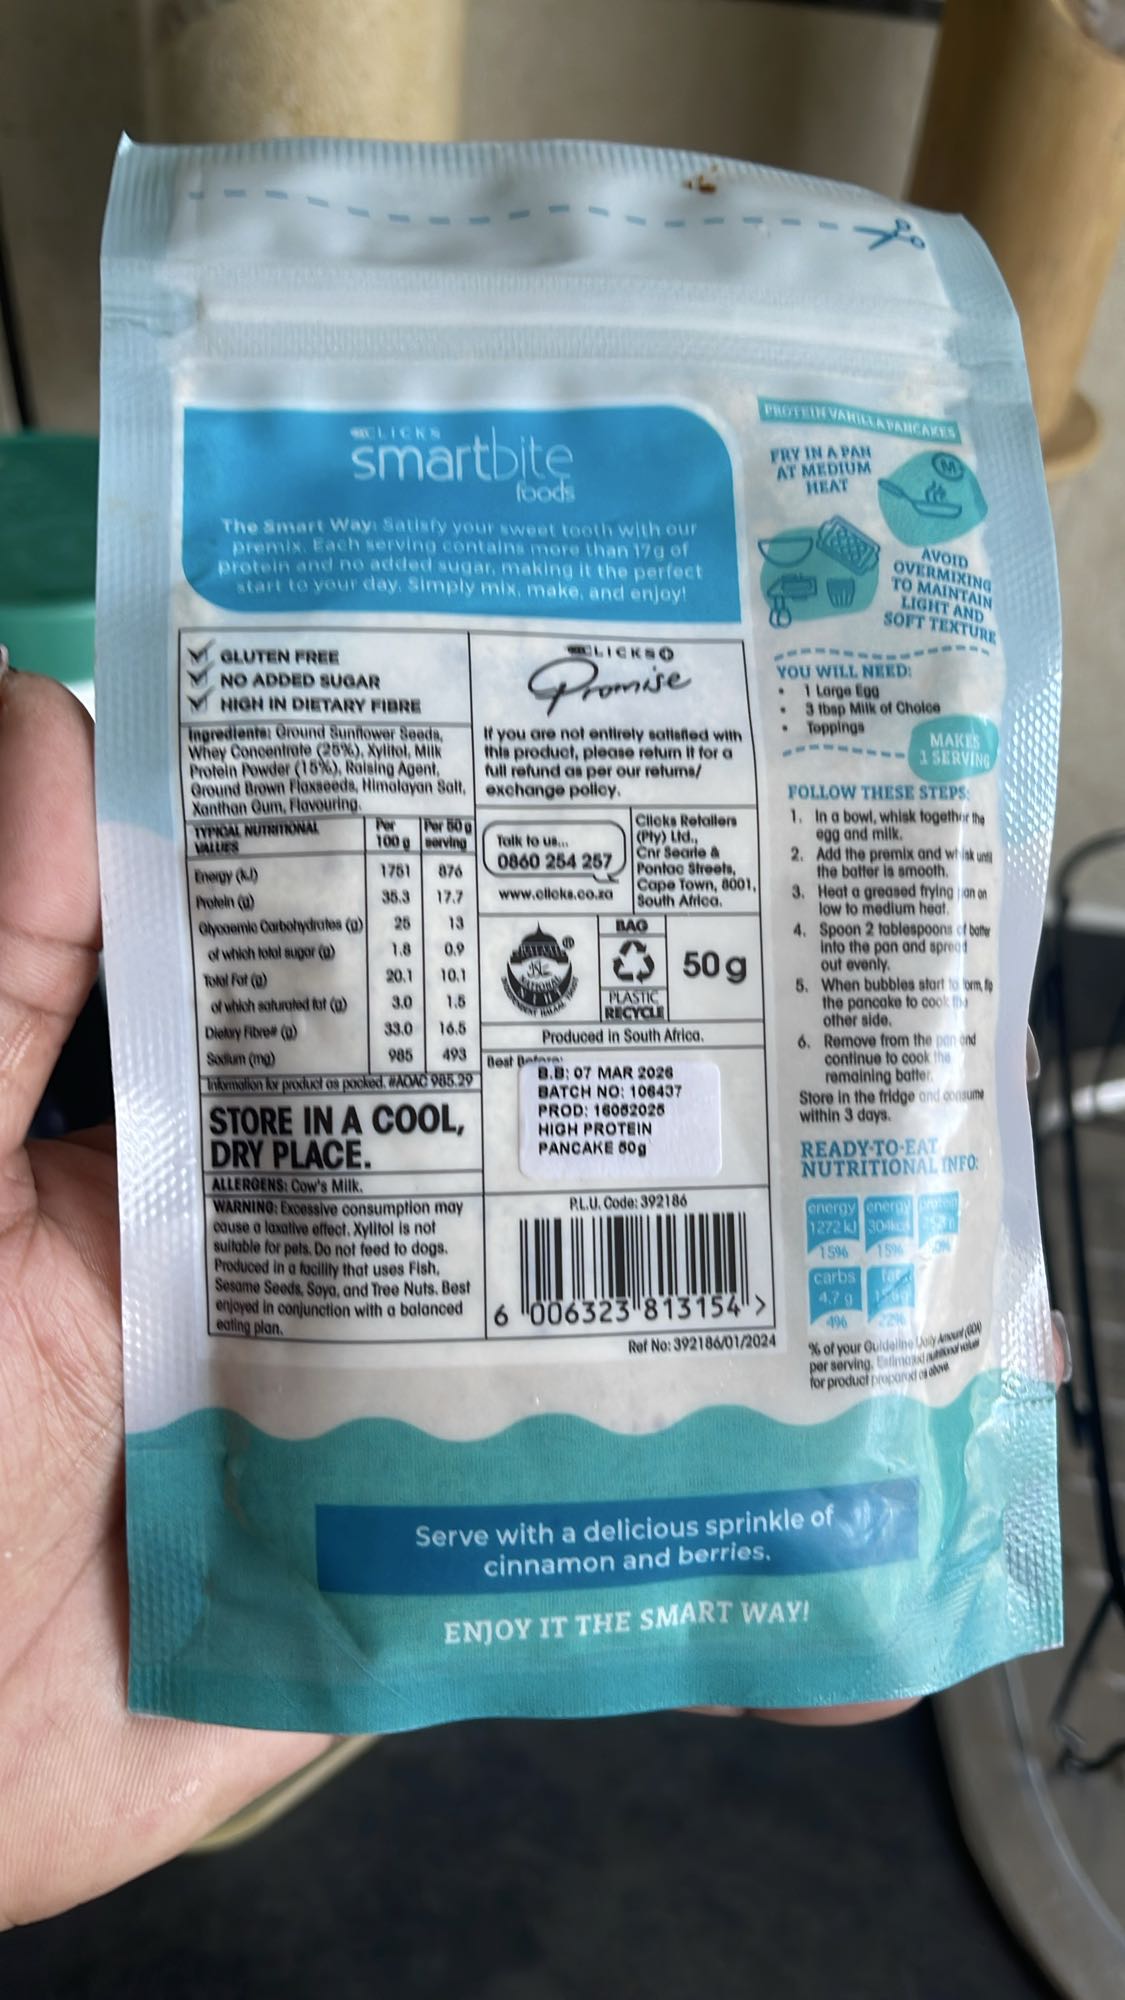 CLICKS
smartbite
foods
The Smart Way: Satisfy your sweet tooth with our
premix. Each serving contains more than 17g of
protein and no added sugar, making it the perfect
start to your day. Simply mix, make, and enjoy!
GLUTEN FREE
NO ADDED SUGAR
HIGH IN DIETARY FIBRE
Ingredients: Ground Sunflower Seeds,
Whey Concentrate (25%), Xylitol, Milk
Protein Powder (15%), Raising Agent,
Ground Brown Flaxseeds, Himalayan Salt,
Xanthan Gum, Flavouring.
TYPICAL NUTRITIONAL VALUES Per 100 g Per 50 g serving
Energy (kJ) 1751 876
Protein (g) 35.3 17.7
Glycaemic Carbohydrates (g) 25 13
of which total sugar (g) 1.8 0.9
Total Fat (g) 20.1 10.1
of which saturated fat (g) 3.0 1.5
Dietary Fibre# (g) 33.0 16.5
Sodium (mg) 985 493
Information for product as packed. #AOAC 985.29
STORE IN A COOL,
DRY PLACE.
ALLERGENS: Cow's Milk.
WARNING: Excessive consumption may
cause a laxative effect. Xylitol is not
suitable for pets. Do not feed to dogs.
Produced in a facility that uses Fish,
Sesame Seeds, Soya, and Tree Nuts. Best
enjoyed in conjunction with a balanced
eating plan.
CLICKS
Promise
If you are not entirely satisfied with
this product, please return it for a
full refund as per our returns/
exchange policy.
Talk to us...
0860 254 257
www.clicks.co.za
Clicks Retailers
(Pty) Ltd.,
Cnr Searle &
Pontac Streets,
Cape Town, 8001,
South Africa.
BAG
PLASTIC
RECYCLE
50g
Produced in South Africa.
Best Before:
B.B: 07 MAR 2026
BATCH NO: 106437
PROD: 16052025
HIGH PROTEIN
PANCAKE 50g
P.L.U. Code: 392186
6 006323 813154 >
Ref No: 392186/01/2024
PROTEIN VANILLA PANCAKES
FRY IN A PAN
AT MEDIUM
HEAT
M
AVOID
OVERMIXING
TO MAINTAIN
LIGHT AND
SOFT TEXTURE
YOU WILL NEED:
• 1 Large Egg
• 3 tbsp Milk of Choice
• Toppings
MAKES
1 SERVING
FOLLOW THESE STEPS:
1. In a bowl, whisk together the
egg and milk.
2. Add the premix and whisk until
the batter is smooth.
3. Heat a greased frying pan on
low to medium heat.
4. Spoon 2 tablespoons of batter
into the pan and spread
out evenly.
5. When bubbles start to form, flip
the pancake to cook the
other side.
6. Remove from the pan and
continue to cook the
remaining batter.
Store in the fridge and consume
within 3 days.
READY-TO-EAT
NUTRITIONAL INFO:
energy energy protein
1272 kJ 304kcal
15% 15%
carbs fat
4.7 g
4% 22%
% of your Guideline Daily Amount (GDA)
per serving. Estimated nutritional values
for product prepared as above.
Serve with a delicious sprinkle of
cinnamon and berries.
ENJOY IT THE SMART WAY!